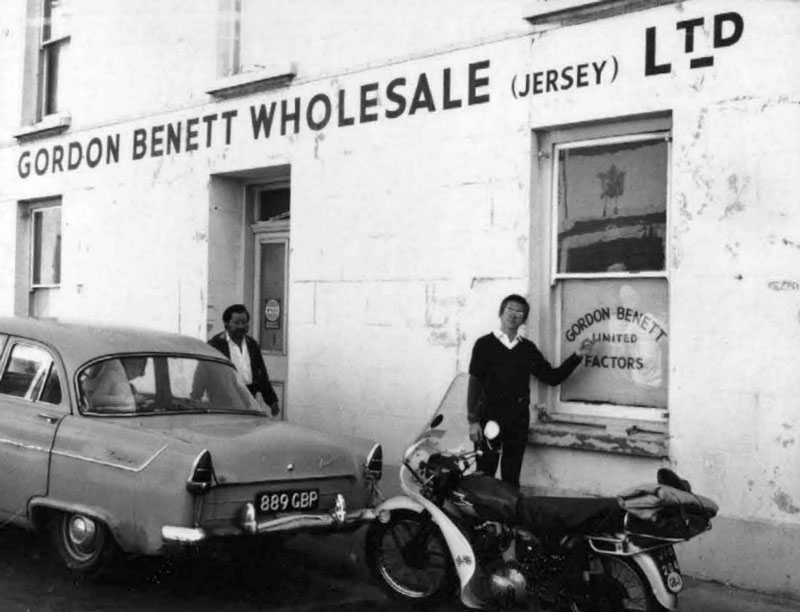 GORDON BENETT WHOLESALE (JERSEY) LTD
GORDON BENETT
LIMITED
FACTORS
889 GBP